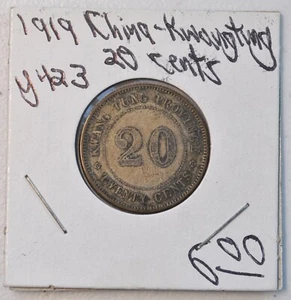 1919 China-Kwangtung
y423 20 cents
KWANG TUNG PROVINCE
20
TWENTY CENTS
6.00